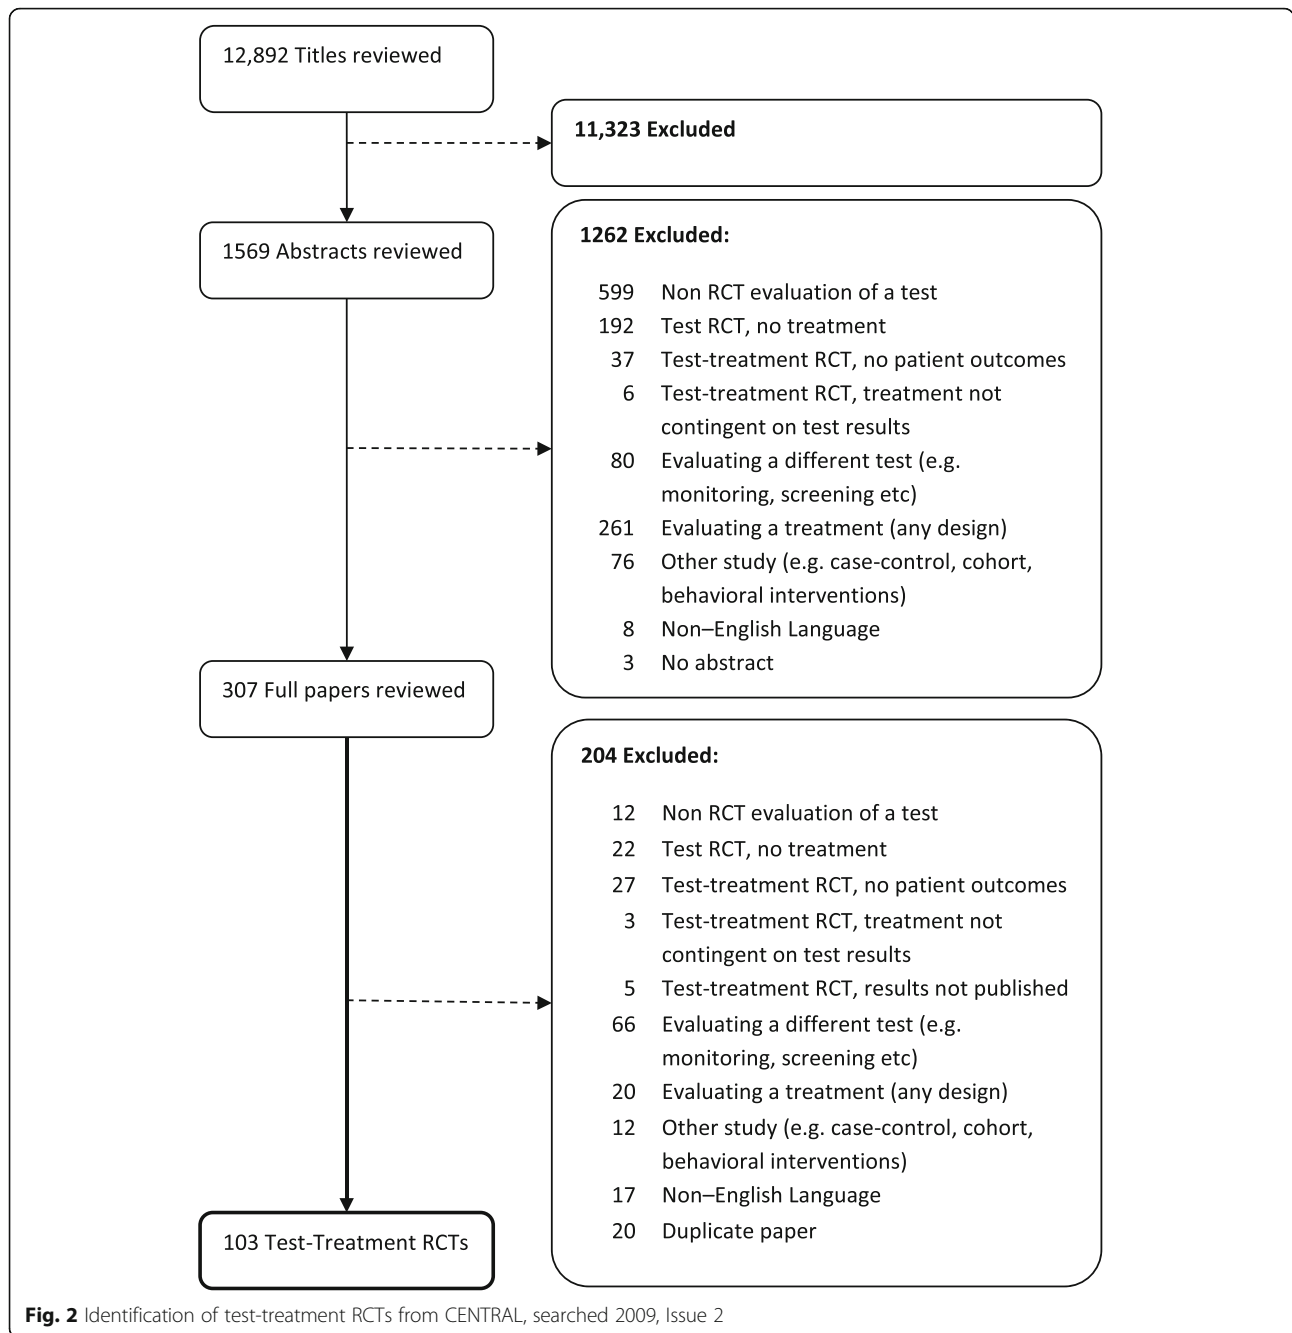 12,892 Titles reviewed
11,323 Excluded
1569 Abstracts reviewed
1262 Excluded:
599 Non RCT evaluation of a test
192 Test RCT, no treatment
37 Test-treatment RCT, no patient outcomes
6 Test-treatment RCT, treatment not
contingent on test results
80 Evaluating a different test (e.g.
monitoring, screening etc)
261 Evaluating a treatment (any design)
76 Other study (e.g. case-control, cohort,
behavioral interventions)
8 Non–English Language
3 No abstract
307 Full papers reviewed
204 Excluded:
12 Non RCT evaluation of a test
22 Test RCT, no treatment
27 Test-treatment RCT, no patient outcomes
3 Test-treatment RCT, treatment not
contingent on test results
5 Test-treatment RCT, results not published
66 Evaluating a different test (e.g.
monitoring, screening etc)
20 Evaluating a treatment (any design)
12 Other study (e.g. case-control, cohort,
behavioral interventions)
17 Non–English Language
20 Duplicate paper
103 Test-Treatment RCTs
Fig. 2 Identification of test-treatment RCTs from CENTRAL, searched 2009, Issue 2